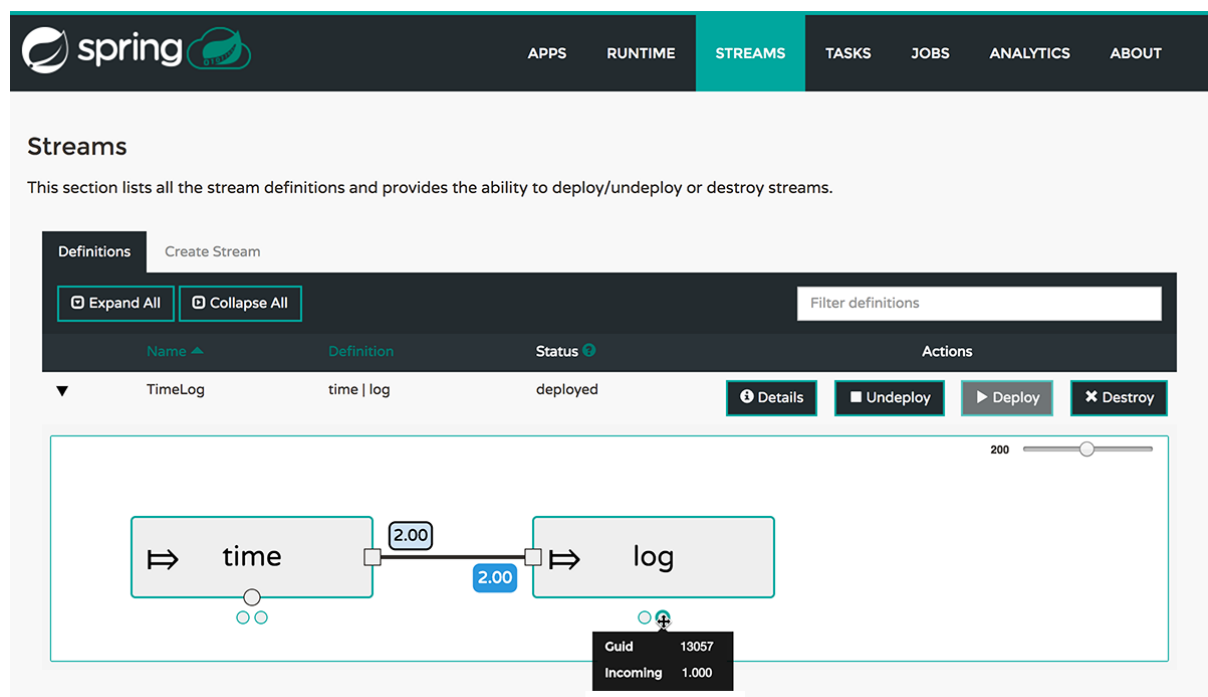 spring
APPS RUNTIME STREAMS TASKS JOBS ANALYTICS ABOUT
Streams
This section lists all the stream definitions and provides the ability to deploy/undeploy or destroy streams.
Definitions Create Stream
Expand All Collapse All Filter definitions
Name Definition Status Actions
TimeLog time | log deployed Details Undeploy Deploy Destroy
200
2.00
time log
2.00
Guid 13057
Incoming 1.000